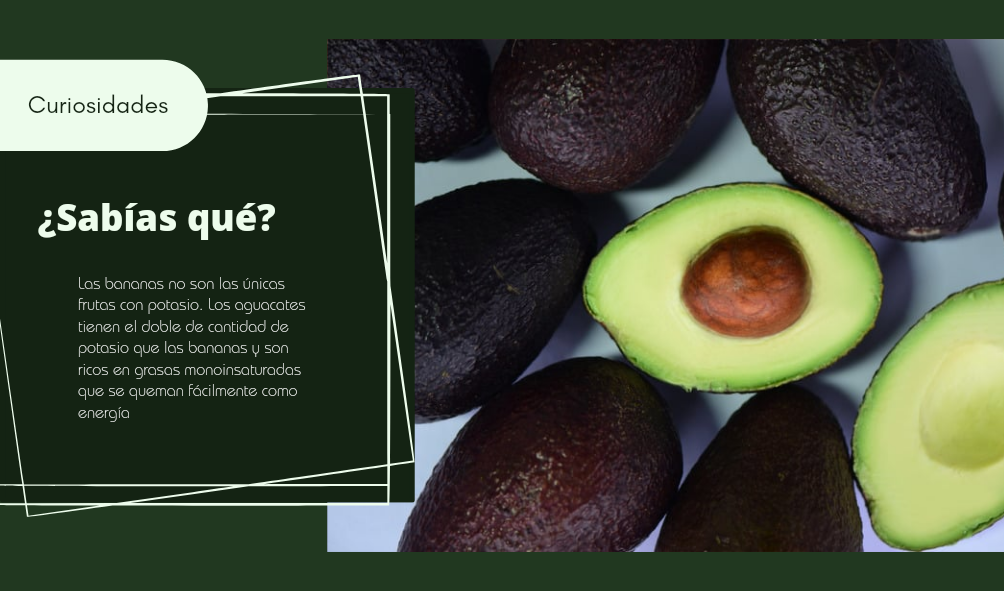 Curiosidades
¿Sabías qué?
Las bananas no son las únicas
frutas con potasio. Los aguacates
tienen el doble de cantidad de
potasio que las bananas y son
ricos en grasas monoinsaturadas
que se queman fácilmente como
energía